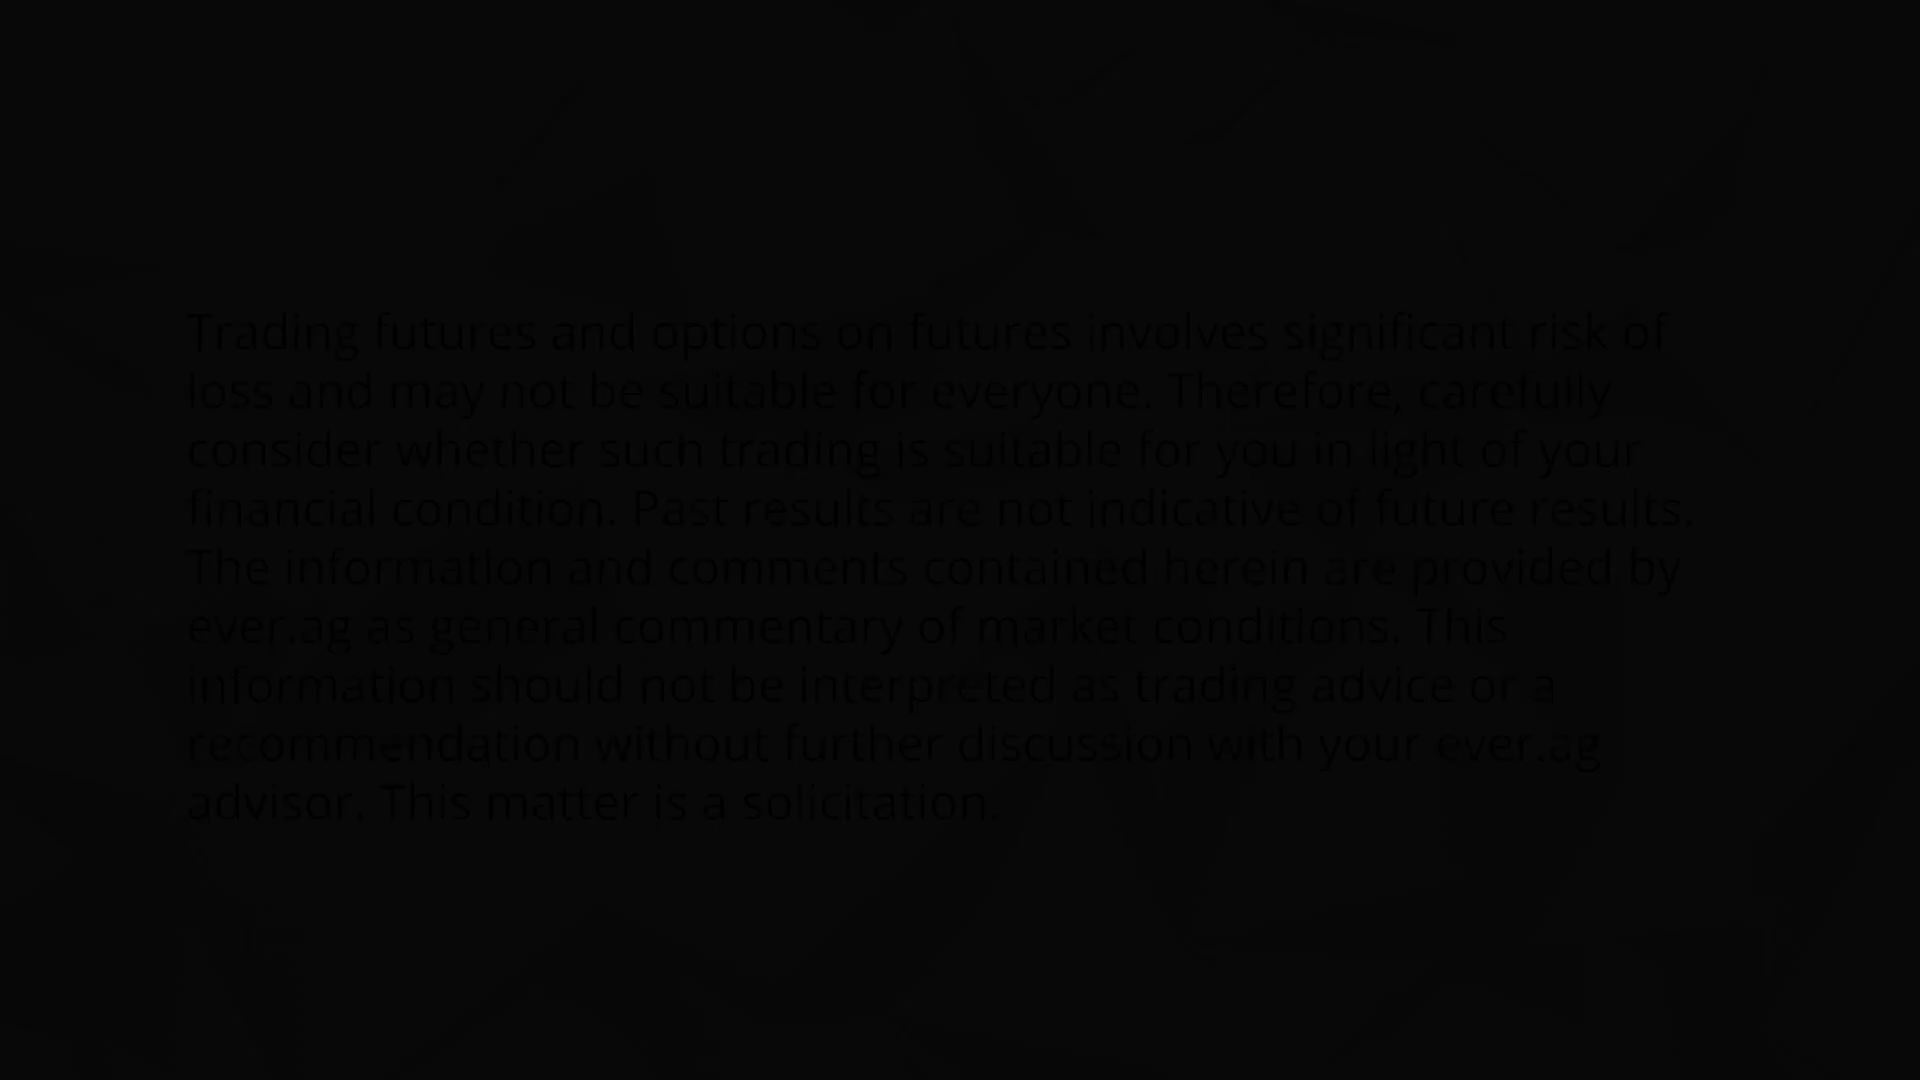 Trading futures and options on futures involves significant risk of
loss and may not be suitable for everyone. Therefore, carefully
consider whether such trading is suitable for you in light of your
financial condition. Past results are not indicative of future results.
The information and comments contained herein are provided by
ever.ag as general commentary of market conditions. This
information should not be interpreted as trading advice or a
recommendation without further discussion with your ever.ag
advisor. This matter is a solicitation.